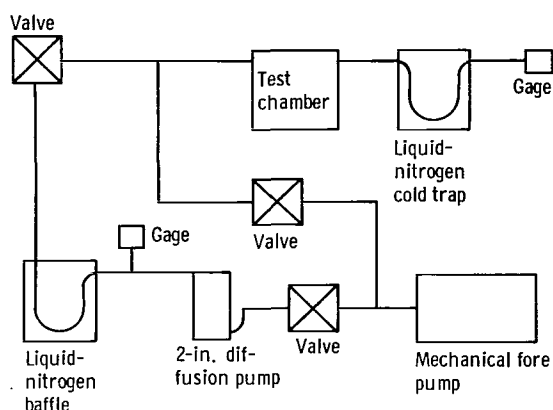 Valve
Test
chamber
Gage
Liquid-
nitrogen
cold trap
Valve
Gage
Liquid-
nitrogen
baffle
2-in. dif-
fusion pump
Valve
Mechanical fore
pump